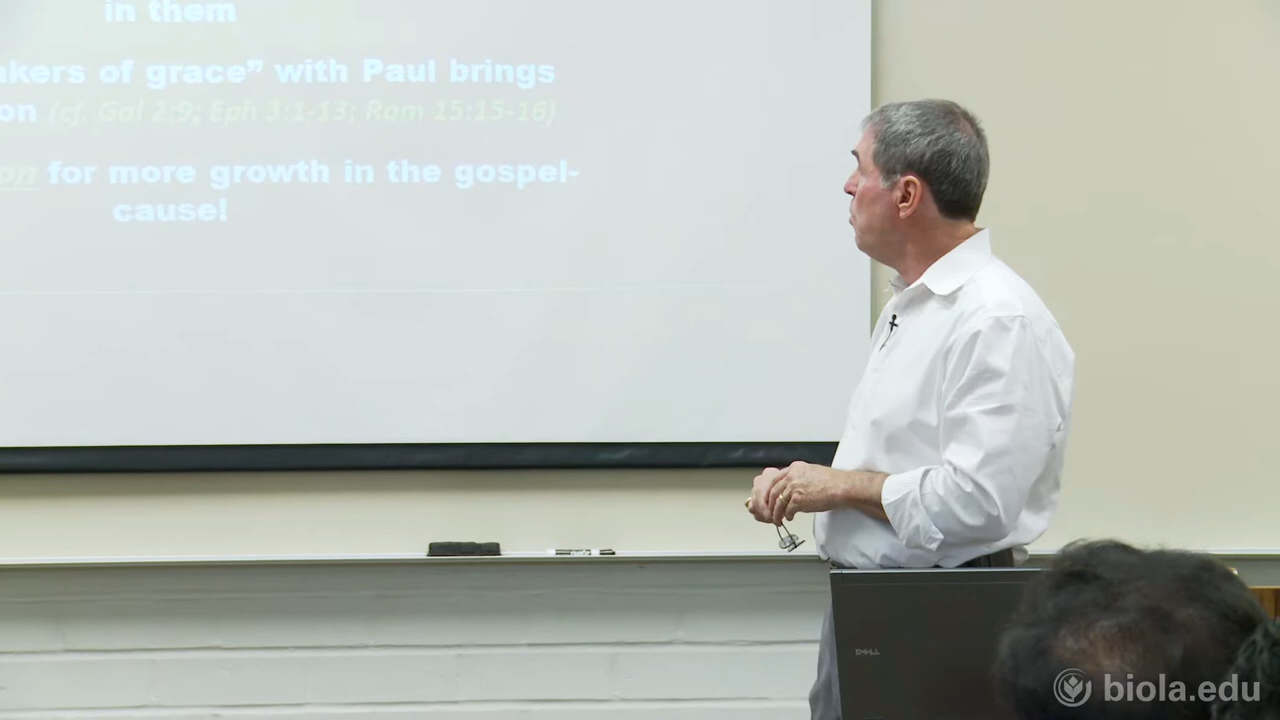 in them
akers of grace” with Paul brings
on (cf. Gal 2:9; Eph 3:1-13; Rom 15:15-16)
on for more growth in the gospel-
cause!
DELL
biola.edu